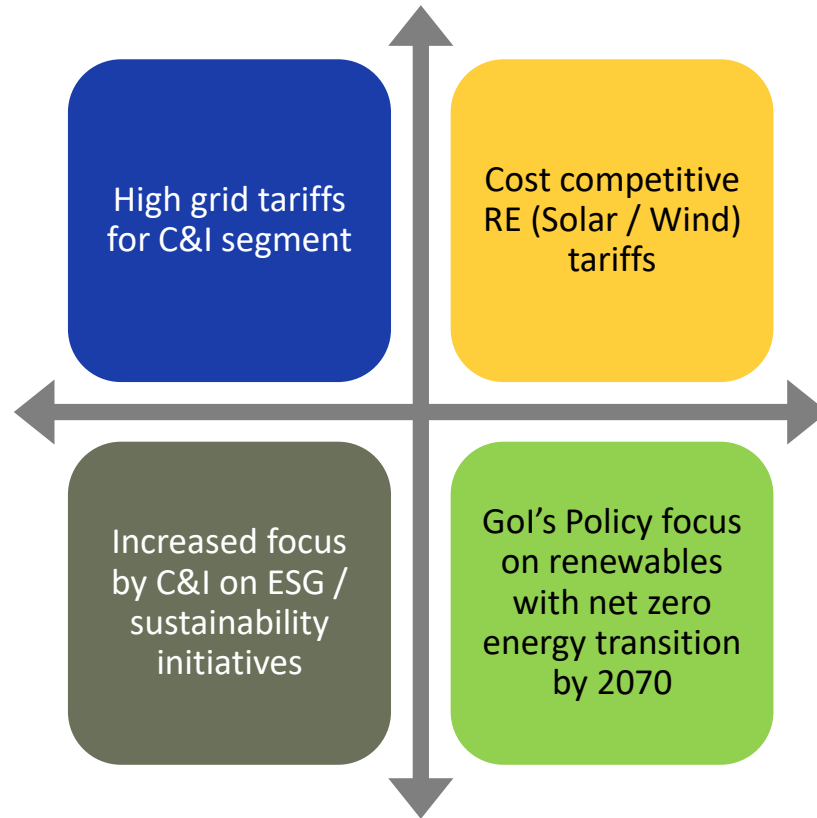 High grid tariffs
for C&I segment
Cost competitive
RE (Solar / Wind)
tariffs
Increased focus
by C&I on ESG /
sustainability
initiatives
GoI's Policy focus
on renewables
with net zero
energy transition
by 2070